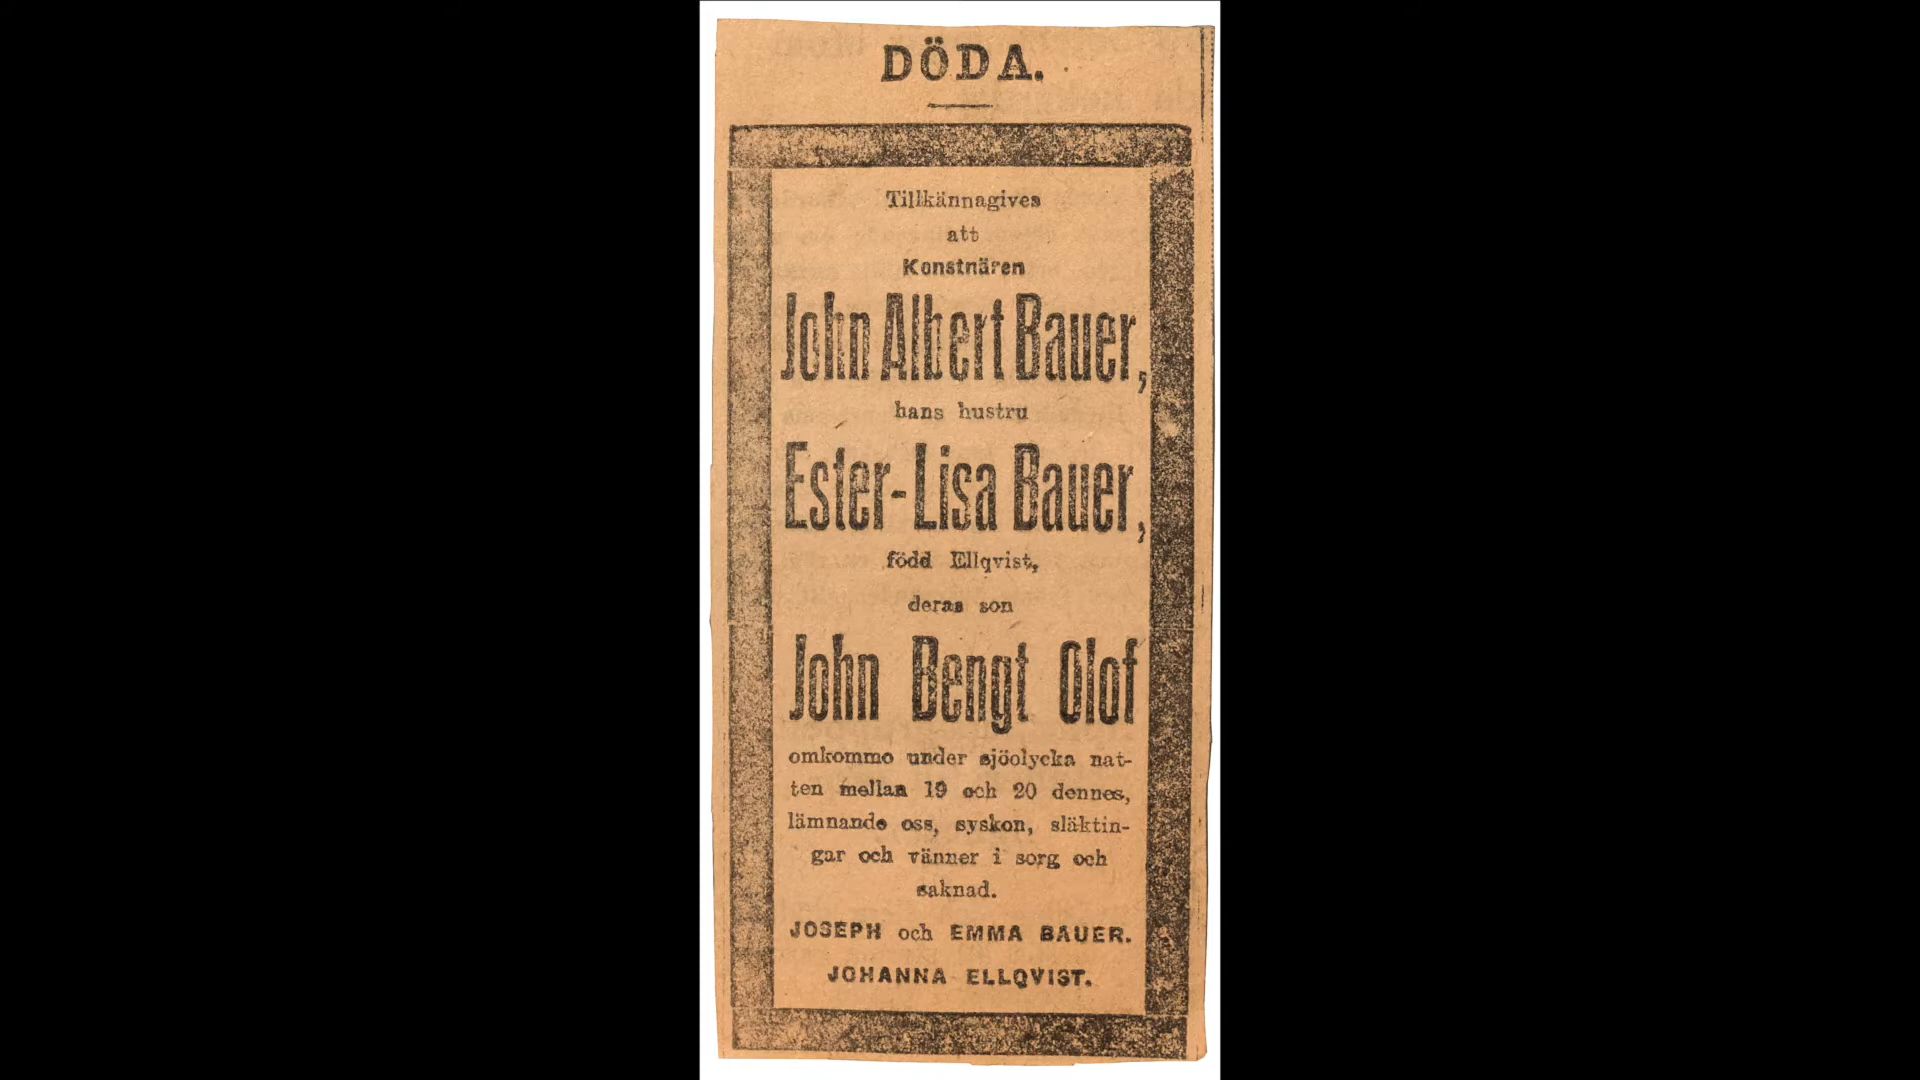 DÖDA.
Tillkännagives
att
Konstnären
John Albert Bauer,
hans hustru
Ester-Lisa Bauer,
född Ellqvist,
deras son
John Bengt Olof
omkommo under sjöolycka nat-
ten mellan 19 och 20 dennes,
lämnande oss, syskon, släktin-
gar och vänner i sorg och
saknad.
JOSEPH och EMMA BAUER.
JOHANNA ELLQVIST.